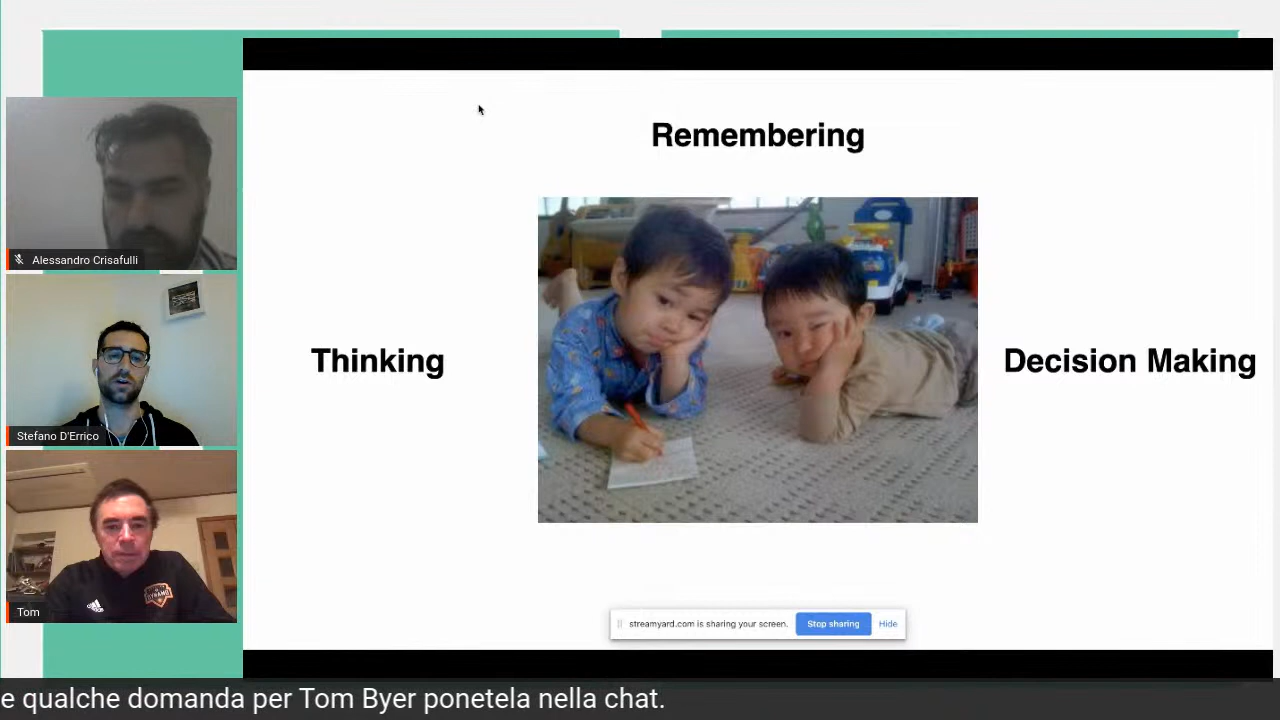 Remembering
Thinking
Decision Making
Alessandro Crisafulli
Stefano D'Errico
DYNAMO
Tom
streamyard.com is sharing your screen.
Stop sharing
Hide
e qualche domanda per Tom Byer ponetela nella chat.